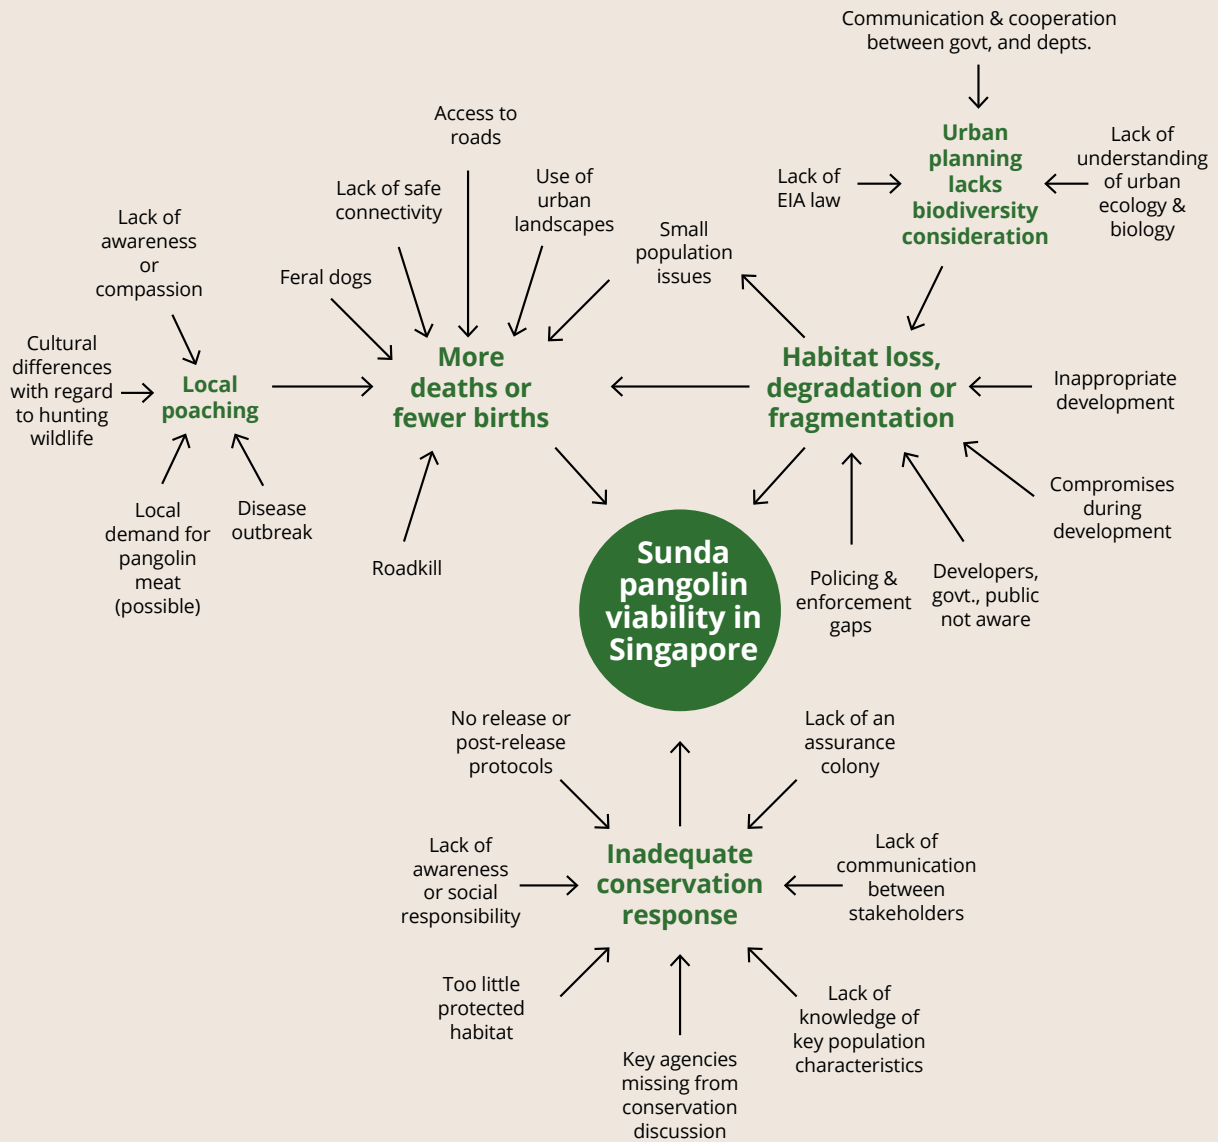 Communication & cooperation
between govt, and depts.
Urban
planning
lacks
biodiversity
consideration
Lack of
EIA law
Lack of
understanding
of urban
ecology &
biology
Access to
roads
Lack of safe
connectivity
Use of
urban
landscapes
Small
population
issues
Feral dogs
Lack of
awareness
or
compassion
Cultural
differences
with regard
to hunting
wildlife
Local
poaching
Local
demand for
pangolin
meat
(possible)
Disease
outbreak
More
deaths or
fewer births
Roadkill
Habitat loss,
degradation or
fragmentation
Inappropriate
development
Compromises
during
development
Developers,
govt., public
not aware
Policing &
enforcement
gaps
Sunda
pangolin
viability in
Singapore
No release or
post-release
protocols
Lack of an
assurance
colony
Lack of
awareness
or social
responsibility
Inadequate
conservation
response
Lack of
communication
between
stakeholders
Too little
protected
habitat
Key agencies
missing from
conservation
discussion
Lack of
knowledge of
key population
characteristics